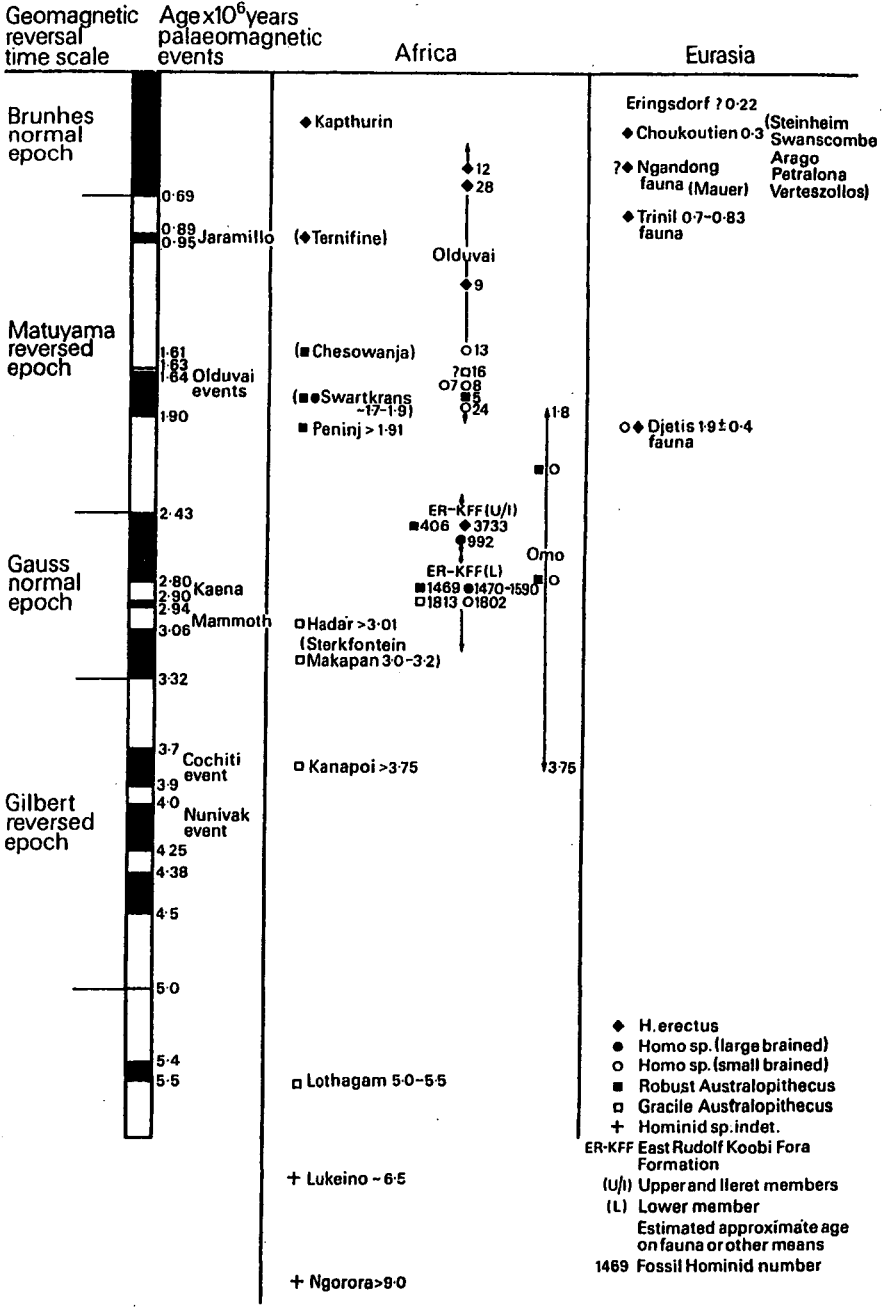 Geomagnetic
reversal
time scale
Age x10⁶ years
palaeomagnetic
events
Africa
Eurasia
Brunhes
normal
epoch
Matuyama
reversed
epoch
Gauss
normal
epoch
Gilbert
reversed
epoch
0·69
0·89
0·95 Jaramillo
1·61
1·63
1·64 Olduvai
events
1·90
2·43
2·80
Kaena
2·90
2·94
Mammoth
3·06
3·32
3·7
Cochiti
event
3·9
4·0
Nunivak
event
4·25
4·38
4·5
5·0
5·4
5·5
◆ Kapthurin
(◆ Ternifine)
(■ Chesowanja)
(■●Swartkrans
~1·7-1·9)
■ Peninj > 1·91
□ Hadar >3·01
(Sterkfontein
□ Makapan 3·0-3·2)
□ Kanapoi >3·75
□ Lothagam 5·0-5·5
+ Lukeino ~ 6·5
+ Ngorora>9·0
◆ 12
◆ 28
Olduvai
◆ 9
○ 13
?□ 16
○7 ○8
■ 5
○ 24
ER-KFF(U/I)
■ 406 ◆ 3733
● 992
ER-KFF(L)
■ 1469 ● 1470-1590
□ 1813 ○ 1802
1·8
■ ○
Omo
■ ○
3·75
Eringsdorf ? 0·22
◆ Choukoutien 0·3 (Steinheim
Swanscombe
Arago
Petralona
Verteszollos)
?◆ Ngandong
fauna (Mauer)
◆ Trinil 0·7-0·83
fauna
○◆ Djetis 1·9±0·4
fauna
◆ H. erectus
● Homo sp. (large brained)
○ Homo sp. (small brained)
■ Robust Australopithecus
□ Gracile Australopithecus
+ Hominid sp. indet.
ER-KFF East Rudolf Koobi Fora
Formation
(U/I) Upper and Ileret members
(L) Lower member
Estimated approximate age
on fauna or other means
1469 Fossil Hominid number